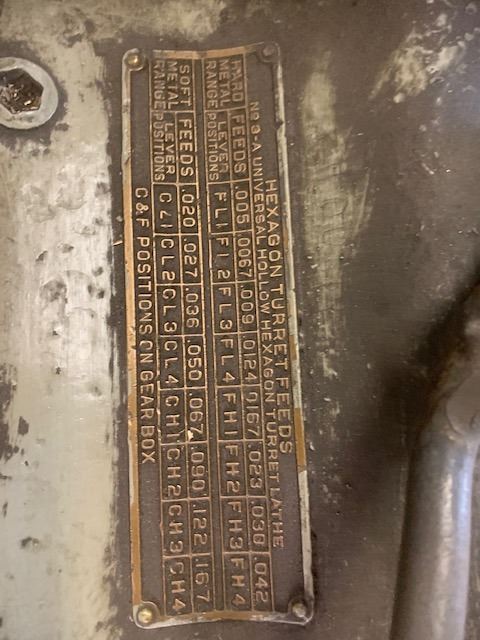 HEXAGON TURRET FEEDS
No 3-A UNIVERSAL HOLLOW HEXAGON TURRET LATHE
HARD METAL RANGE FEEDS .005 .0067 .009 .0124 .0167 .023 .030 .042
LEVER POSITIONS FL1 FL2 FL3 FL4 FH1 FH2 FH3 FH4
SOFT METAL RANGE FEEDS .020 .027 .036 .050 .067 .090 .122 .167
LEVER POSITIONS CL1 CL2 CL3 CL4 CH1 CH2 CH3 CH4
C & F POSITIONS ON GEAR BOX